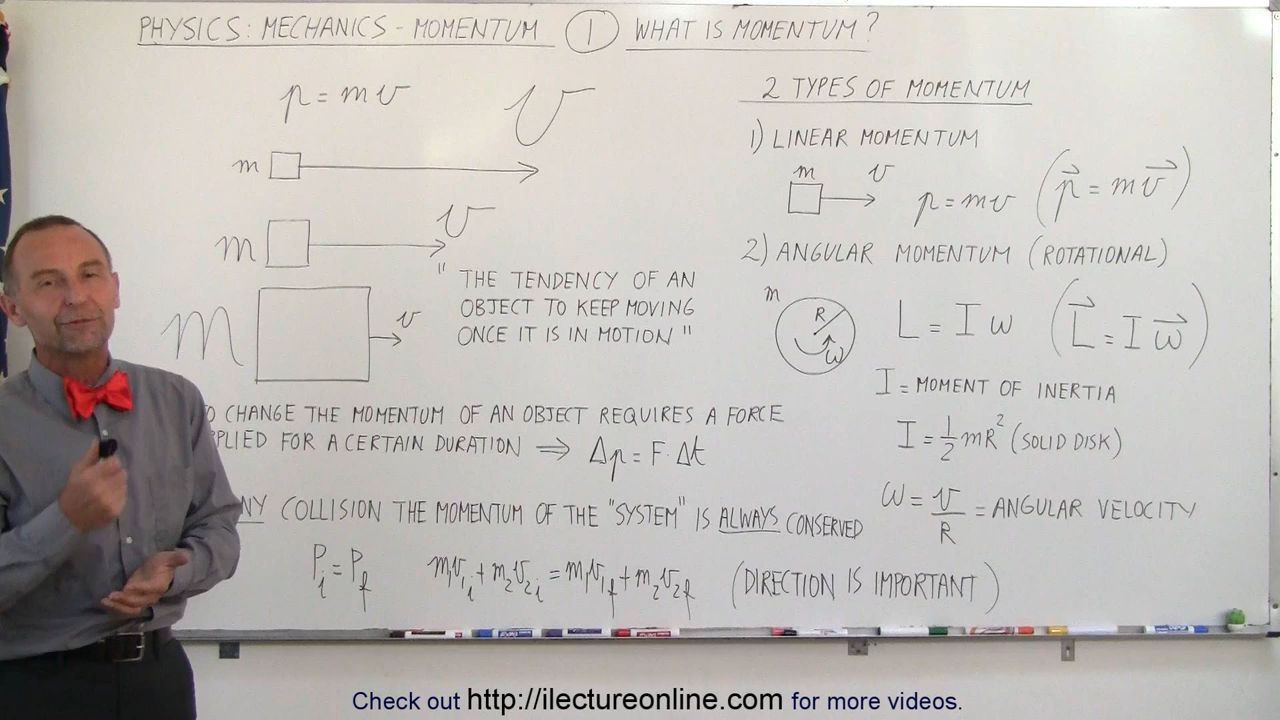 PHYSICS: MECHANICS - MOMENTUM ① WHAT IS MOMENTUM?
p = mv
v
m
v
m
v
m
"THE TENDENCY OF AN
OBJECT TO KEEP MOVING
ONCE IT IS IN MOTION"
O CHANGE THE MOMENTUM OF AN OBJECT REQUIRES A FORCE
PLIED FOR A CERTAIN DURATION ⇒ Δp = F·Δt
NY COLLISION THE MOMENTUM OF THE "SYSTEM" IS ALWAYS CONSERVED
Pi = Pf m₁v₁i + m₂v₂i = m₁v₁f + m₂v₂f (DIRECTION IS IMPORTANT)
2 TYPES OF MOMENTUM
1) LINEAR MOMENTUM
m v p = mv (p⃗ = mv⃗)
2) ANGULAR MOMENTUM (ROTATIONAL)
m R ω L = I ω (L⃗ = I ω⃗)
I = MOMENT OF INERTIA
I = ½ mR² (SOLID DISK)
ω = v/R = ANGULAR VELOCITY
Check out http://ilectureonline.com for more videos.